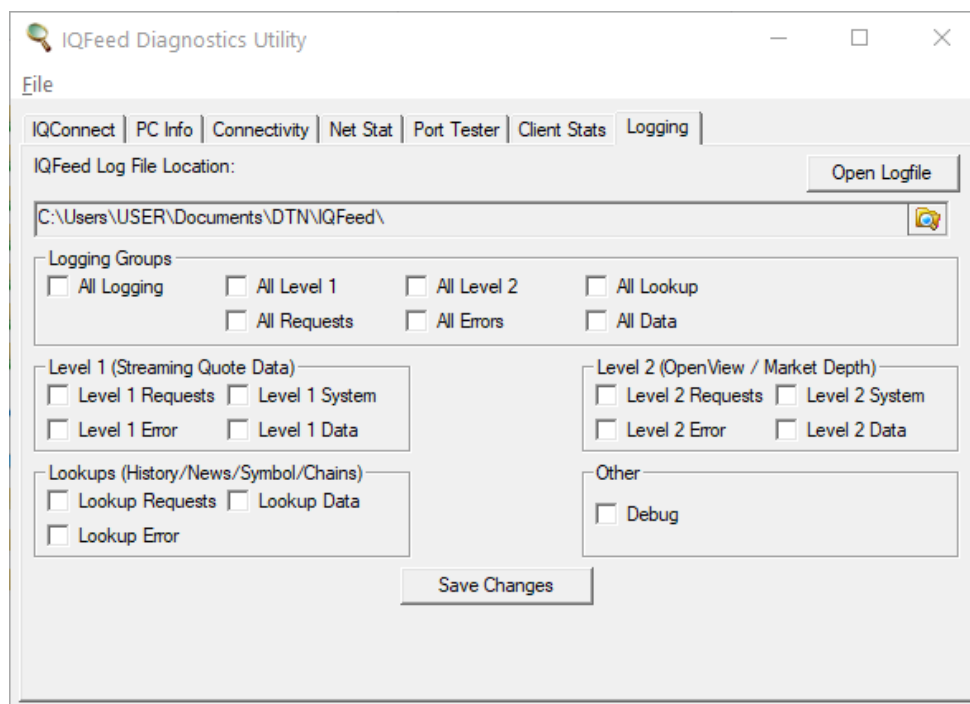 IQFeed Diagnostics Utility
File
IQConnect PC Info Connectivity Net Stat Port Tester Client Stats Logging
IQFeed Log File Location:
Open Logfile
C:\Users\USER\Documents\DTN\IQFeed\
Logging Groups
All Logging All Level 1 All Level 2 All Lookup
All Requests All Errors All Data
Level 1 (Streaming Quote Data)
Level 1 Requests Level 1 System
Level 1 Error Level 1 Data
Level 2 (OpenView / Market Depth)
Level 2 Requests Level 2 System
Level 2 Error Level 2 Data
Lookups (History/News/Symbol/Chains)
Lookup Requests Lookup Data
Lookup Error
Other
Debug
Save Changes